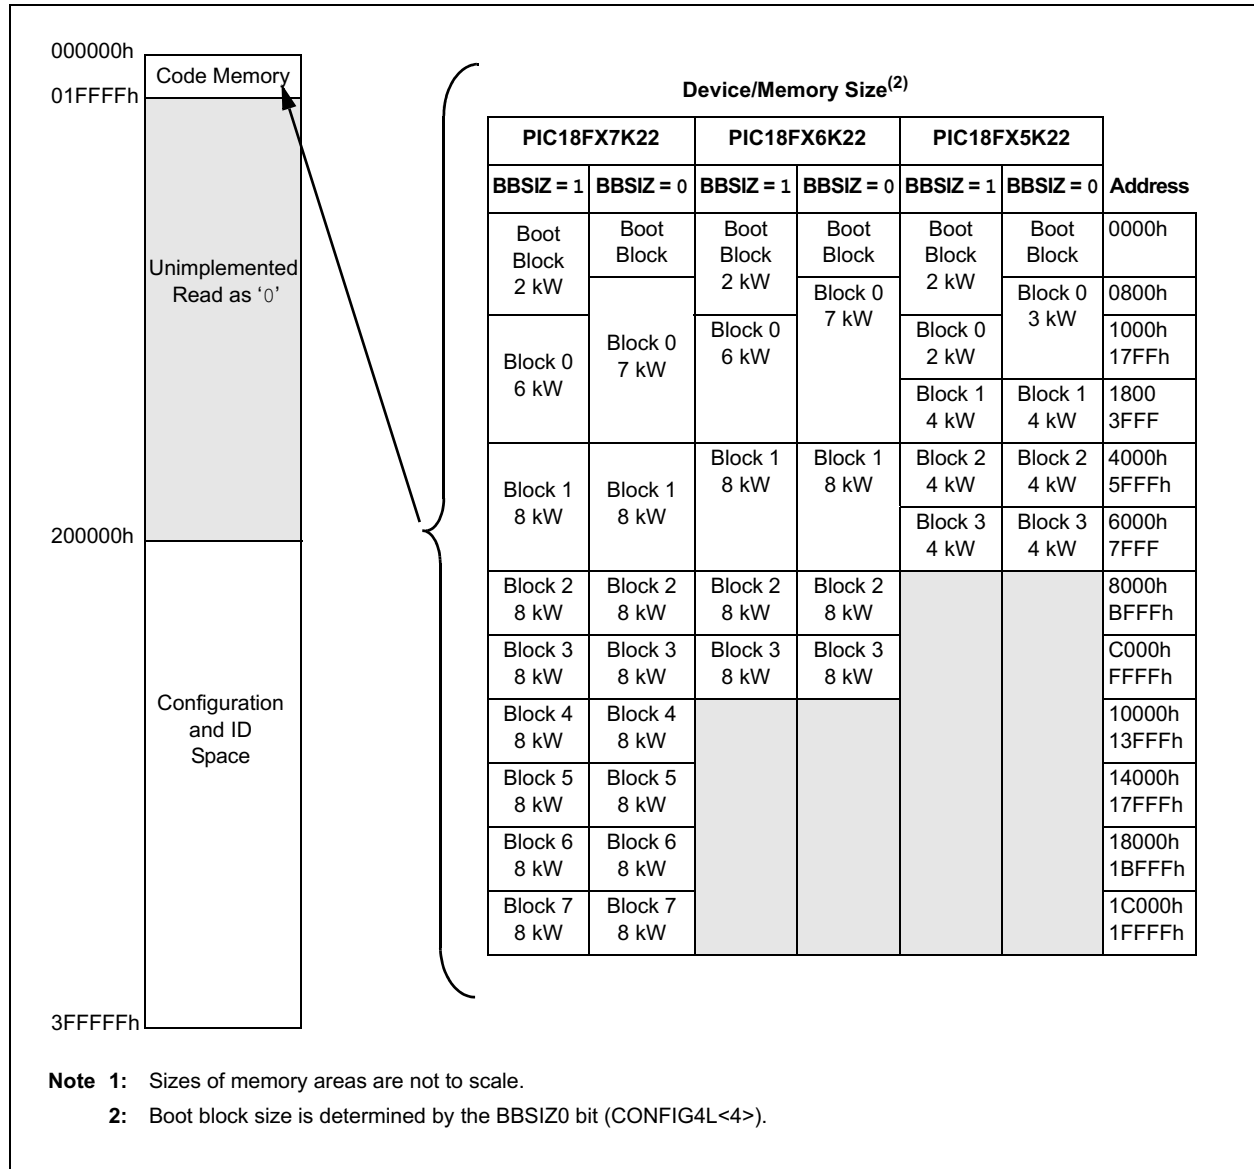 000000h
Code Memory
01FFFFh
Unimplemented
Read as ‘0’
200000h
Configuration
and ID
Space
3FFFFFh
Device/Memory Size(2)
PIC18FX7K22 PIC18FX6K22 PIC18FX5K22
BBSIZ = 1 BBSIZ = 0 BBSIZ = 1 BBSIZ = 0 BBSIZ = 1 BBSIZ = 0 Address
Boot Boot Boot Boot Boot Boot 0000h
Block Block Block Block Block Block
2 kW 2 kW Block 0 2 kW Block 0 0800h
7 kW 3 kW
Block 0 Block 0 Block 0 Block 0 1000h
6 kW 7 kW 6 kW 2 kW 17FFh
Block 1 Block 1 1800
4 kW 4 kW 3FFF
Block 1 Block 1 Block 1 Block 1 Block 2 Block 2 4000h
8 kW 8 kW 8 kW 8 kW 4 kW 4 kW 5FFFh
Block 3 Block 3 6000h
4 kW 4 kW 7FFF
Block 2 Block 2 Block 2 Block 2 8000h
8 kW 8 kW 8 kW 8 kW BFFFh
Block 3 Block 3 Block 3 Block 3 C000h
8 kW 8 kW 8 kW 8 kW FFFFh
Block 4 Block 4 10000h
8 kW 8 kW 13FFFh
Block 5 Block 5 14000h
8 kW 8 kW 17FFFh
Block 6 Block 6 18000h
8 kW 8 kW 1BFFFh
Block 7 Block 7 1C000h
8 kW 8 kW 1FFFFh
Note 1: Sizes of memory areas are not to scale.
2: Boot block size is determined by the BBSIZ0 bit (CONFIG4L<4>).